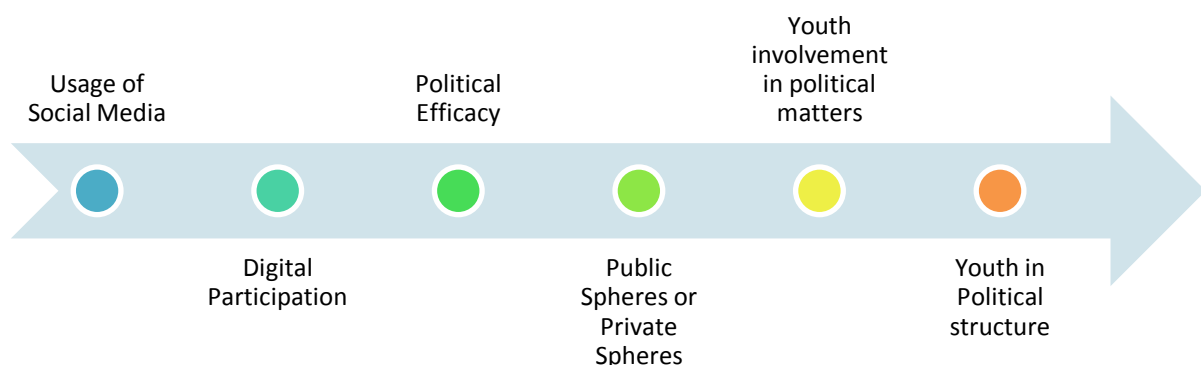 Usage of
Social Media
Digital
Participation
Political
Efficacy
Public
Spheres or
Private
Spheres
Youth
involvement
in political
matters
Youth in
Political
structure